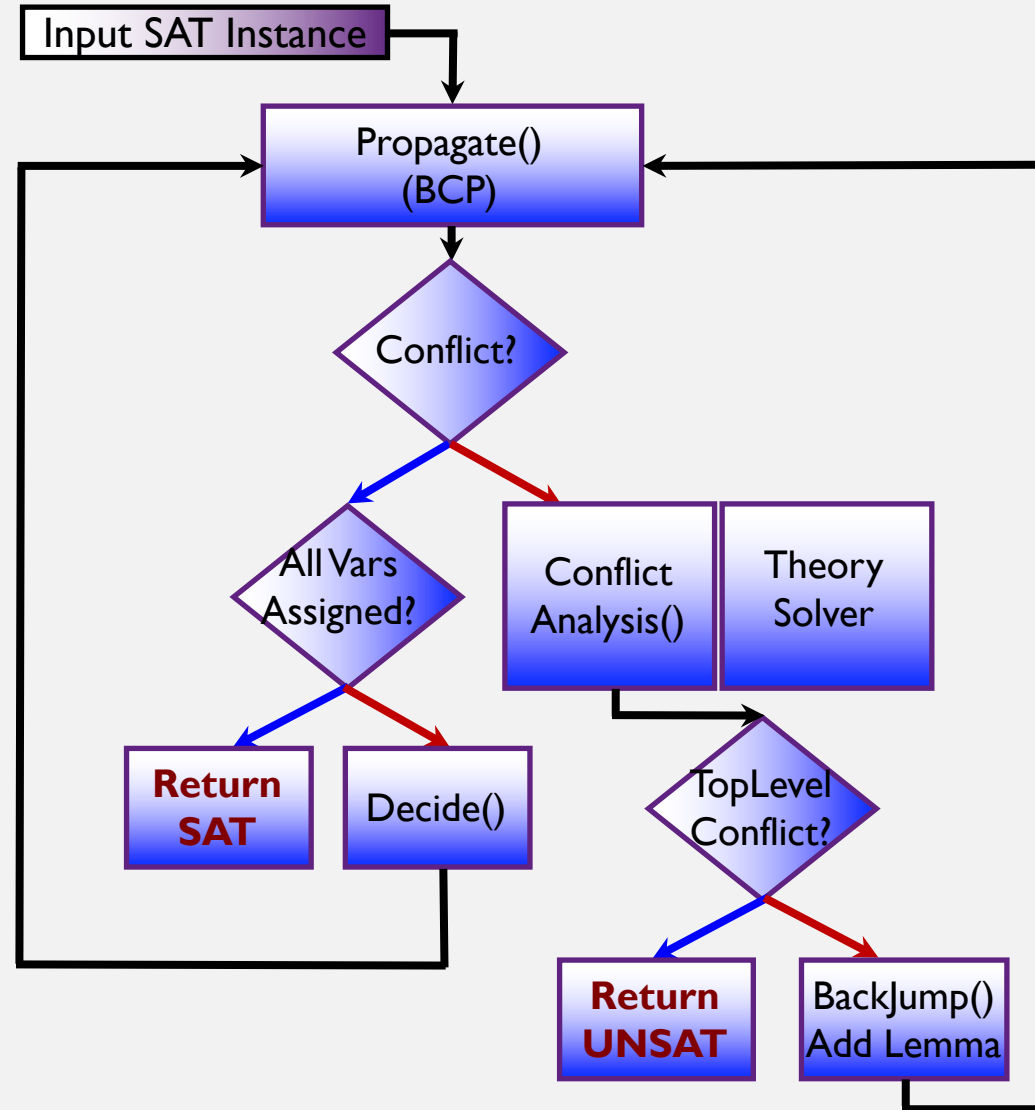 Input SAT Instance
Propagate()
(BCP)
Conflict?
All Vars
Assigned?
Conflict
Analysis()
Theory
Solver
Return
SAT
Decide()
TopLevel
Conflict?
Return
UNSAT
BackJump()
Add Lemma